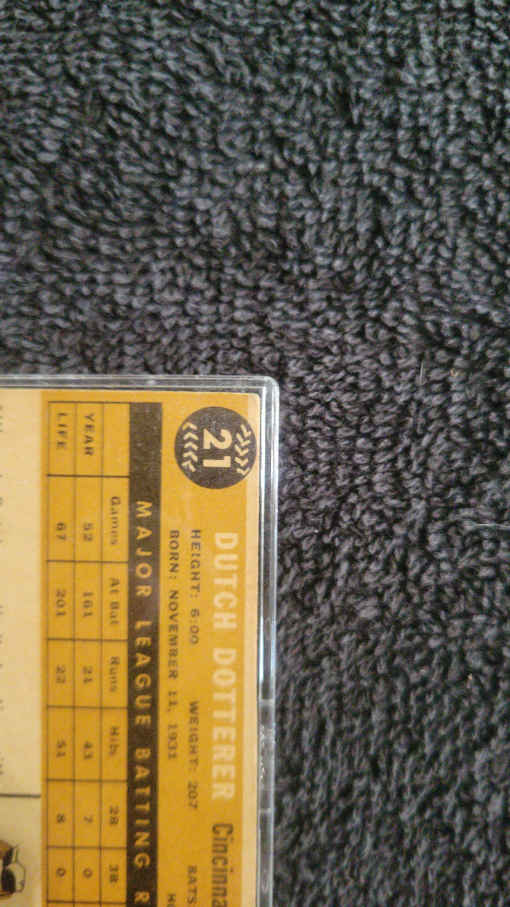 21
DUTCH DOTTERER Cincinna
HEIGHT: 6:00 WEIGHT: 207 BATS
BORN: NOVEMBER 11, 1931
MAJOR LEAGUE BATTING R
Games At Bat Runs Hits 2B 3B
YEAR 52 161 21 43 7 0
LIFE 67 201 22 51 8 0